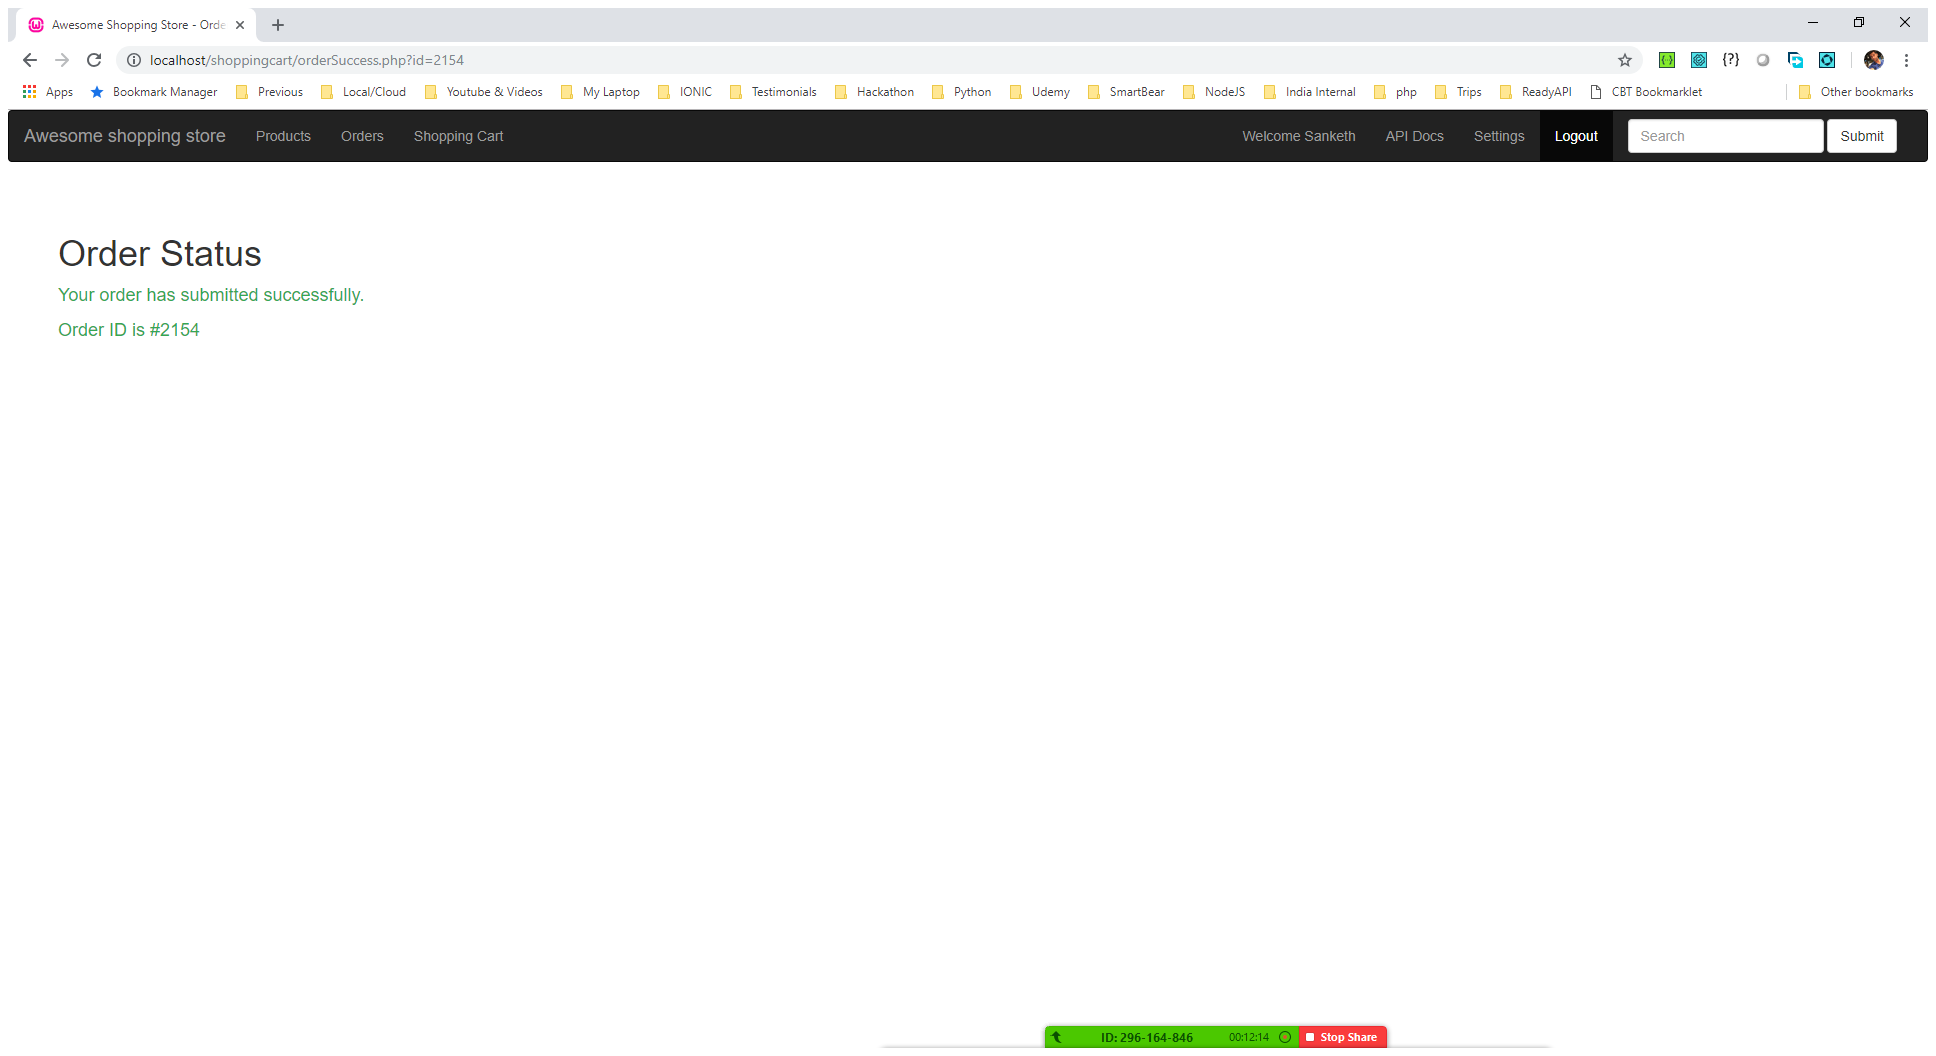 Awesome Shopping Store - Orde
localhost/shoppingcart/orderSuccess.php?id=2154
{?}
Apps Bookmark Manager Previous Local/Cloud Youtube & Videos My Laptop IONIC Testimonials Hackathon Python Udemy SmartBear NodeJS India Internal php Trips ReadyAPI CBT Bookmarklet Other bookmarks
Awesome shopping store Products Orders Shopping Cart Welcome Sanketh API Docs Settings Logout Search Submit
Order Status
Your order has submitted successfully.
Order ID is #2154
ID: 296-164-846 00:12:14 Stop Share